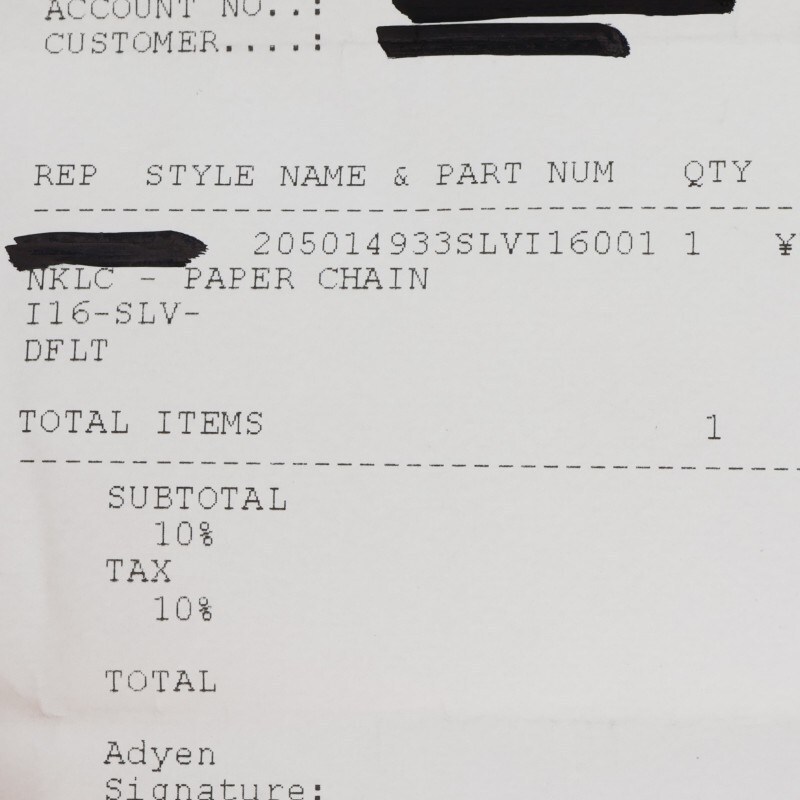 ACCOUNT NO..:
CUSTOMER....:
REP STYLE NAME & PART NUM QTY
205014933SLVI16001 1 ¥
NKLC - PAPER CHAIN
I16-SLV-
DFLT
TOTAL ITEMS 1
SUBTOTAL
10%
TAX
10%
TOTAL
Adyen
Signature: